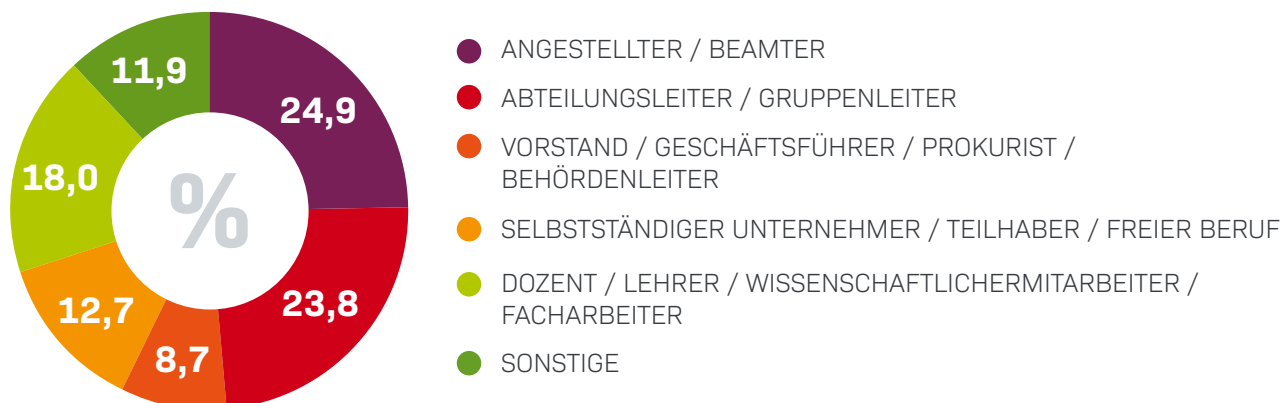 11,9
24,9
18,0
%
12,7
23,8
8,7
ANGESTELLTER / BEAMTER
ABTEILUNGSLEITER / GRUPPENLEITER
VORSTAND / GESCHÄFTSFÜHRER / PROKURIST /
BEHÖRDENLEITER
SELBSTSTÄNDIGER UNTERNEHMER / TEILHABER / FREIER BERUF
DOZENT / LEHRER / WISSENSCHAFTLICHERMITARBEITER /
FACHARBEITER
SONSTIGE